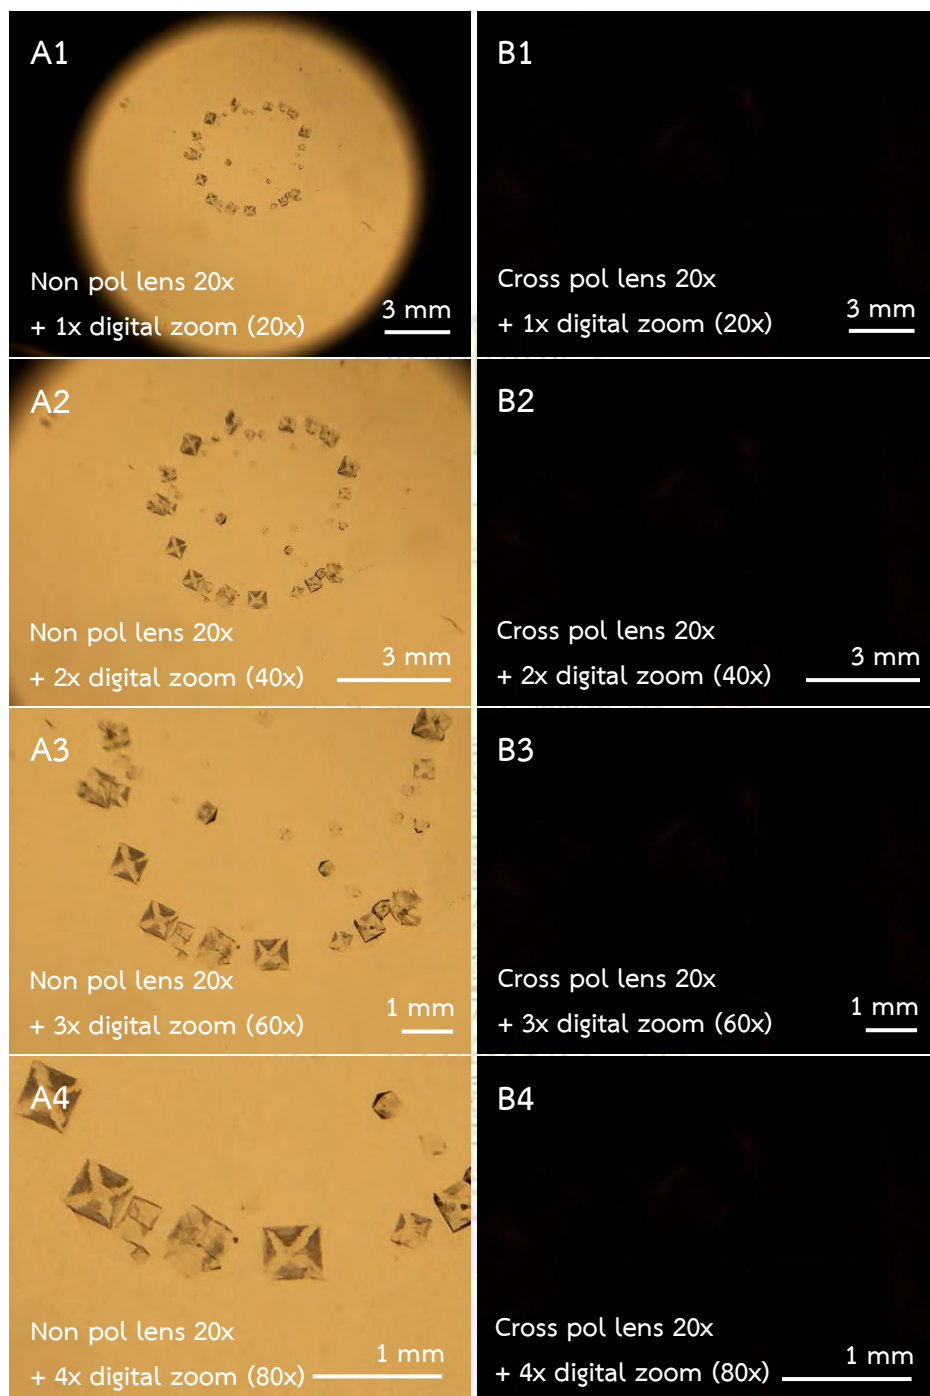 A1
Non pol lens 20x
+ 1x digital zoom (20x)
3 mm
B1
Cross pol lens 20x
+ 1x digital zoom (20x)
3 mm
A2
Non pol lens 20x
+ 2x digital zoom (40x)
3 mm
B2
Cross pol lens 20x
+ 2x digital zoom (40x)
3 mm
A3
Non pol lens 20x
+ 3x digital zoom (60x)
1 mm
B3
Cross pol lens 20x
+ 3x digital zoom (60x)
1 mm
A4
Non pol lens 20x
+ 4x digital zoom (80x)
1 mm
B4
Cross pol lens 20x
+ 4x digital zoom (80x)
1 mm